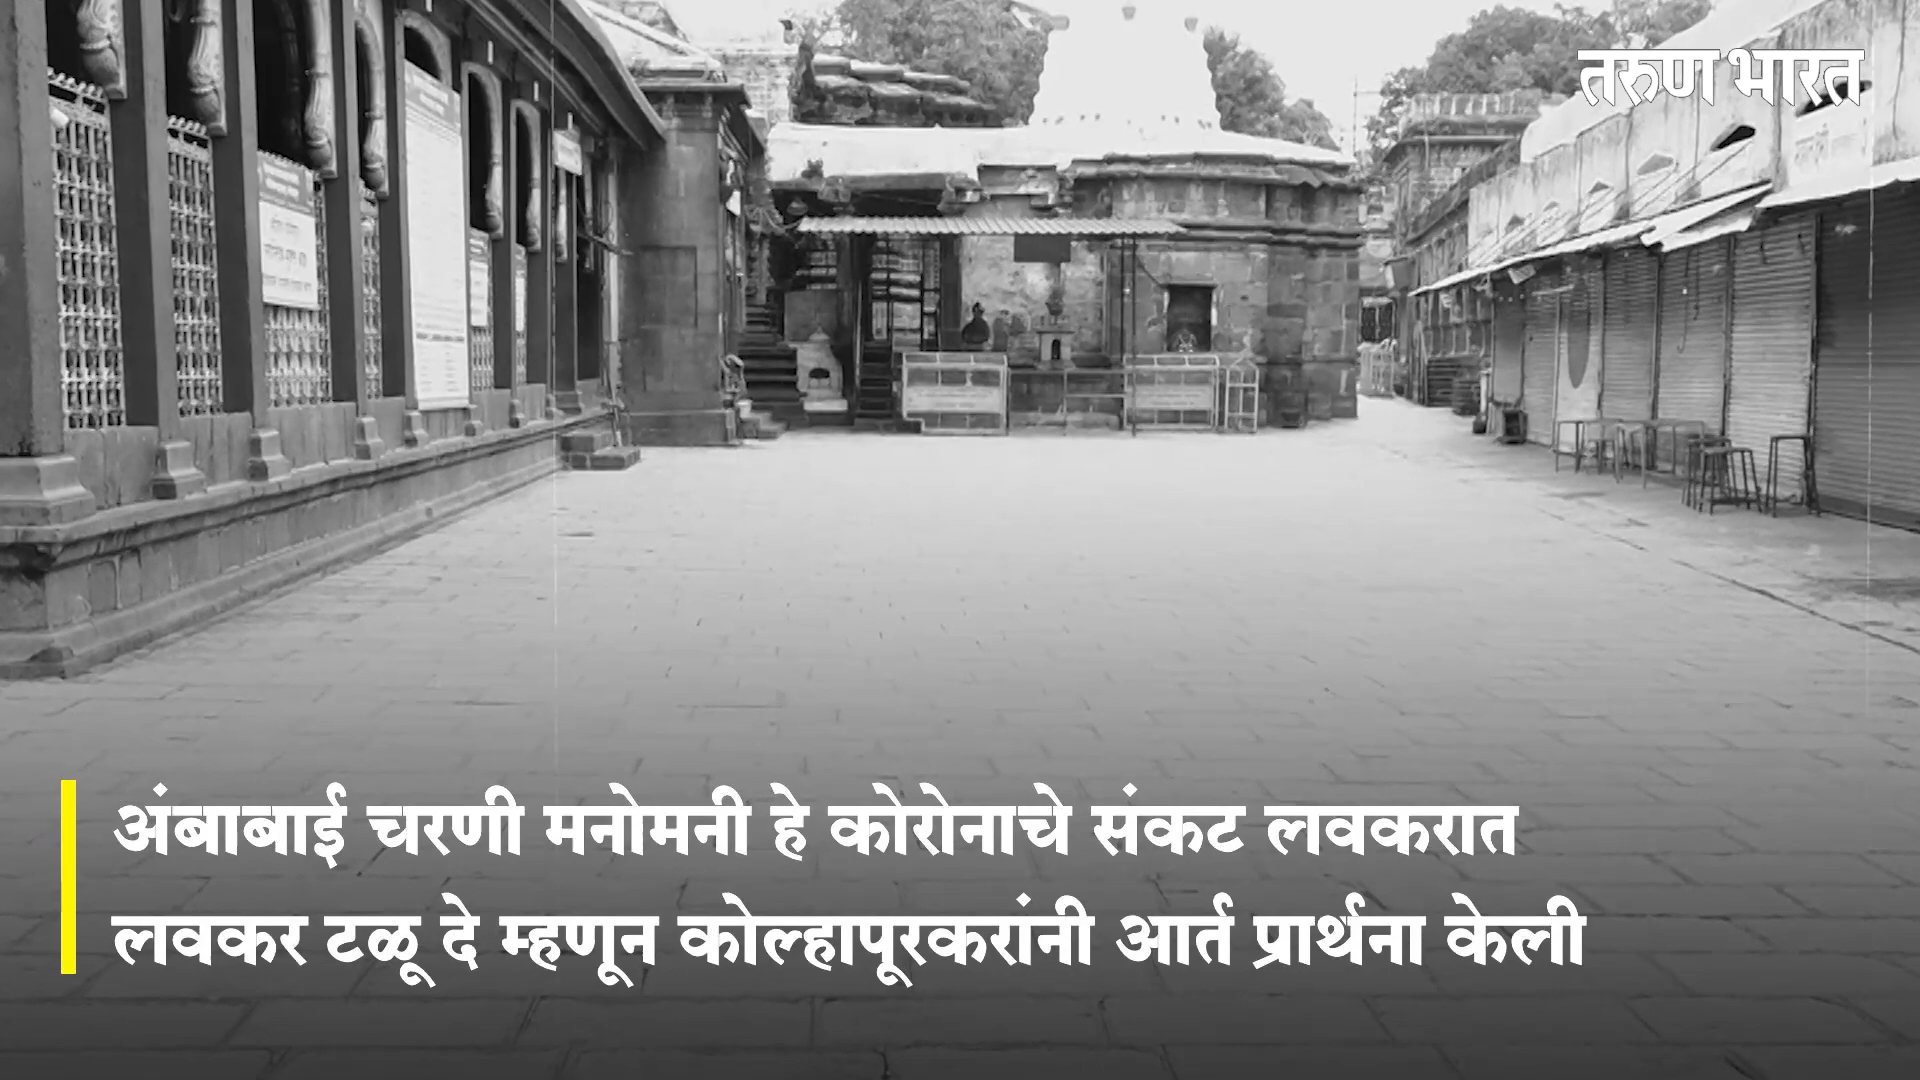 तरुण भारत
अंबाबाई चरणी मनोमनी हे कोरोनाचे संकट लवकरात
लवकर टळू दे म्हणून कोल्हापूरकरांनी आर्त प्रार्थना केली